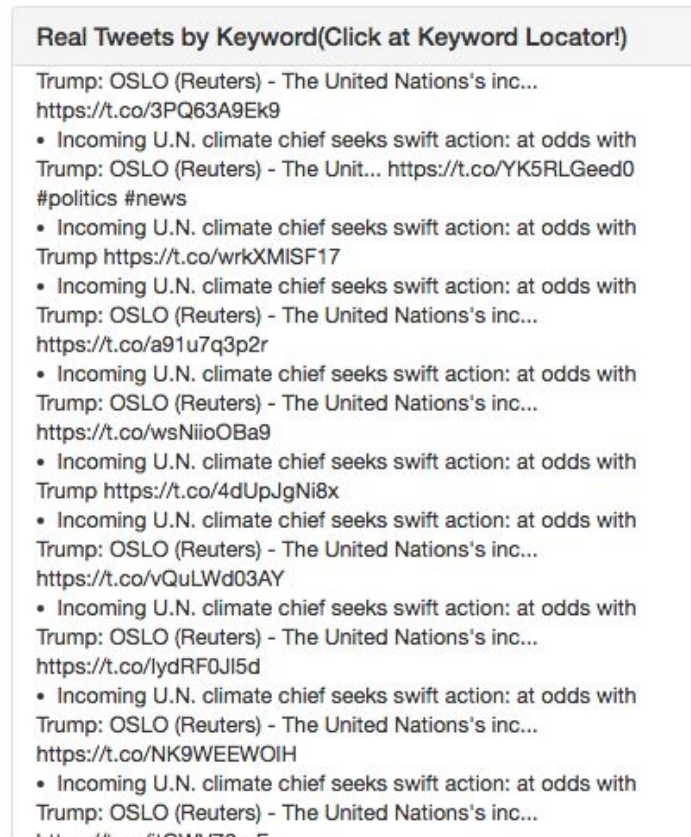 Real Tweets by Keyword(Click at Keyword Locator!)
Trump: OSLO (Reuters) - The United Nations's inc...
https://t.co/3PQ63A9Ek9
• Incoming U.N. climate chief seeks swift action: at odds with
Trump: OSLO (Reuters) - The Unit... https://t.co/YK5RLGeed0
#politics #news
• Incoming U.N. climate chief seeks swift action: at odds with
Trump https://t.co/wrkXMlSF17
• Incoming U.N. climate chief seeks swift action: at odds with
Trump: OSLO (Reuters) - The United Nations's inc...
https://t.co/a91u7q3p2r
• Incoming U.N. climate chief seeks swift action: at odds with
Trump: OSLO (Reuters) - The United Nations's inc...
https://t.co/wsNiioOBa9
• Incoming U.N. climate chief seeks swift action: at odds with
Trump https://t.co/4dUpJgNi8x
• Incoming U.N. climate chief seeks swift action: at odds with
Trump: OSLO (Reuters) - The United Nations's inc...
https://t.co/vQuLWd03AY
• Incoming U.N. climate chief seeks swift action: at odds with
Trump: OSLO (Reuters) - The United Nations's inc...
https://t.co/lydRF0Jl5d
• Incoming U.N. climate chief seeks swift action: at odds with
Trump: OSLO (Reuters) - The United Nations's inc...
https://t.co/NK9WEEWOlH
• Incoming U.N. climate chief seeks swift action: at odds with
Trump: OSLO (Reuters) - The United Nations's inc...